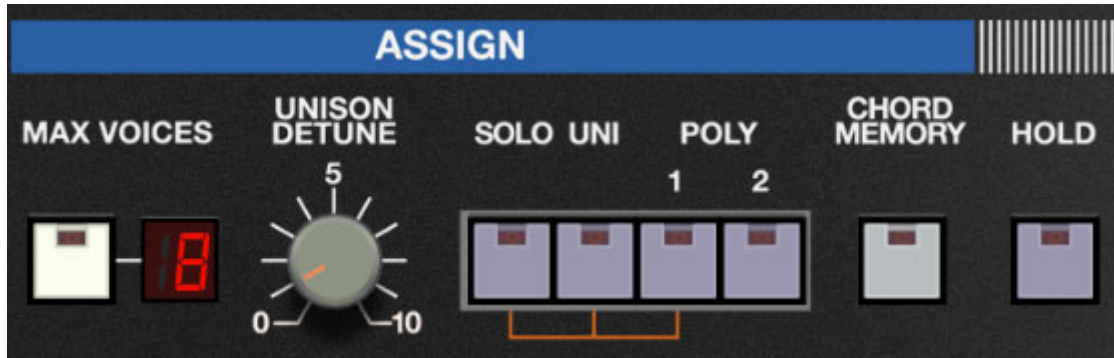 ASSIGN
MAX VOICES
UNISON
DETUNE
SOLO UNI
POLY
CHORD
MEMORY
HOLD
1
2
5
0
10
8